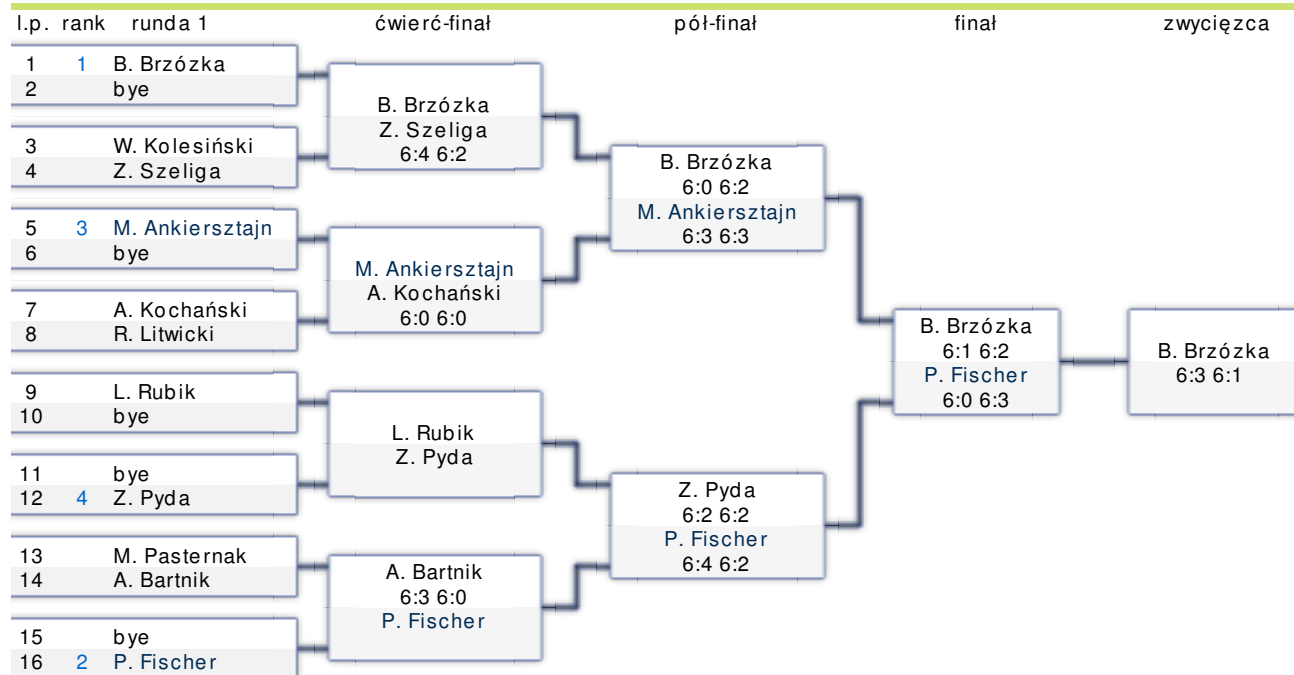 l.p. rank runda 1 ćwierć-finał pół-finał finał zwycięzca
1 1 B. Brzózka
2 bye
3 W. Kolesiński
4 Z. Szeliga
5 3 M. Ankiersztajn
6 bye
7 A. Kochański
8 R. Litwicki
9 L. Rubik
10 bye
11 bye
12 4 Z. Pyda
13 M. Pasternak
14 A. Bartnik
15 bye
16 2 P. Fischer
B. Brzózka
Z. Szeliga
6:4 6:2
M. Ankiersztajn
A. Kochański
6:0 6:0
L. Rubik
Z. Pyda
A. Bartnik
6:3 6:0
P. Fischer
B. Brzózka
6:0 6:2
M. Ankiersztajn
6:3 6:3
Z. Pyda
6:2 6:2
P. Fischer
6:4 6:2
B. Brzózka
6:1 6:2
P. Fischer
6:0 6:3
B. Brzózka
6:3 6:1